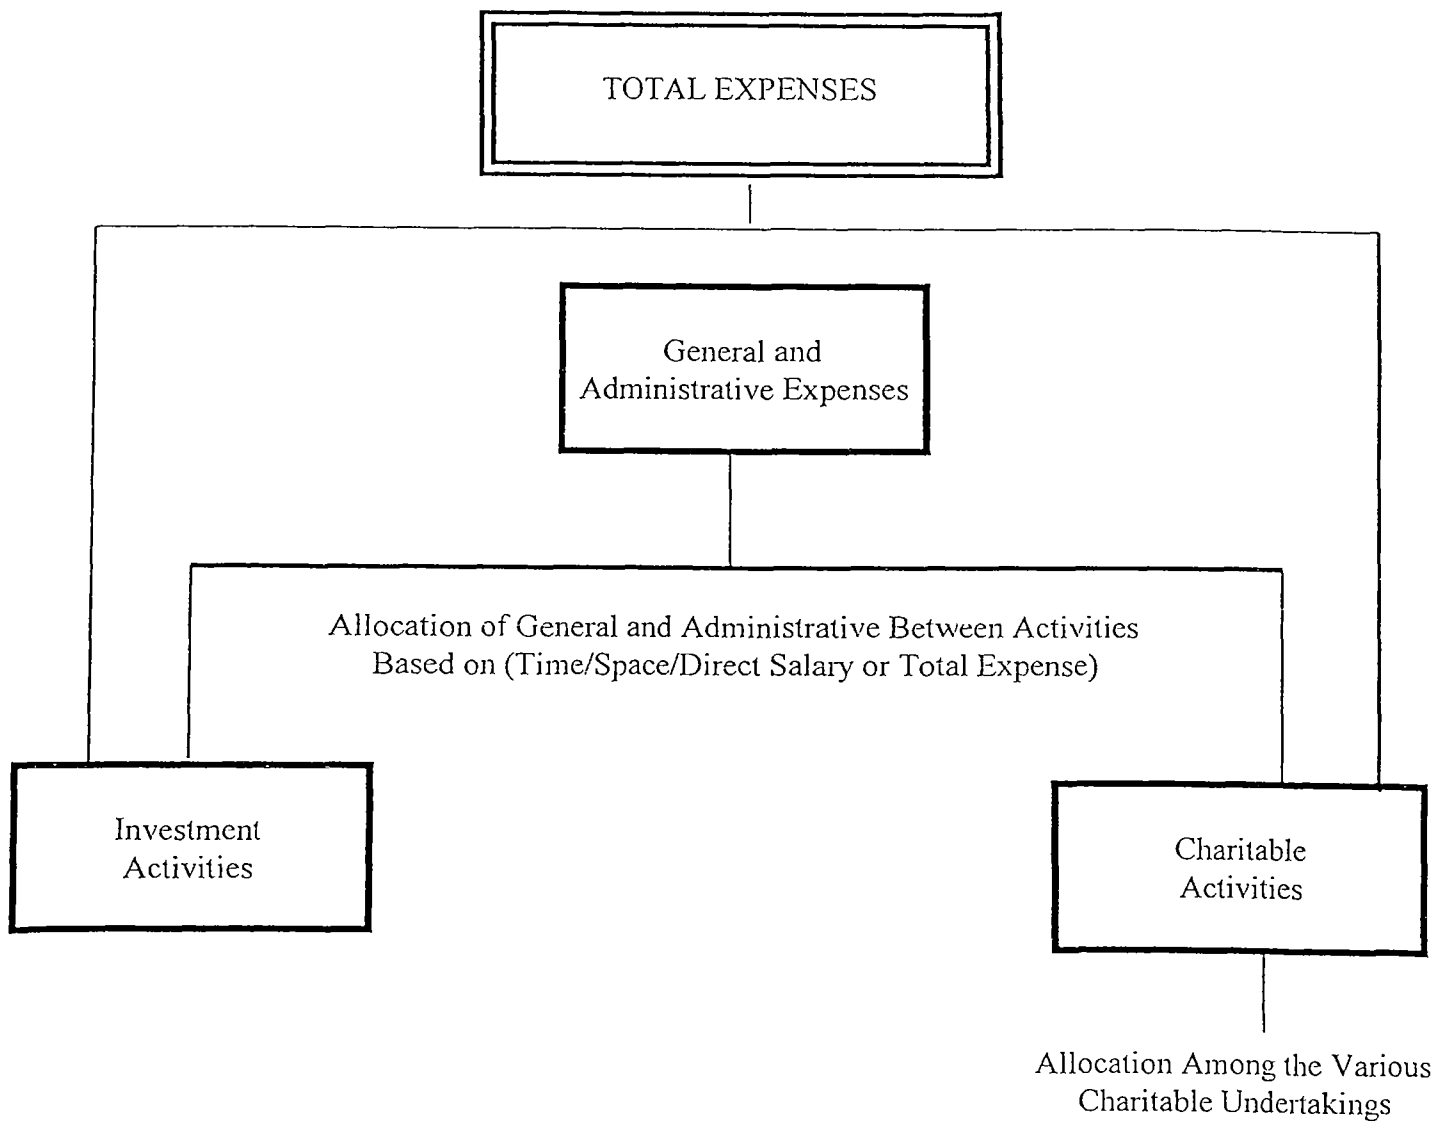 TOTAL EXPENSES
General and
Administrative Expenses
Allocation of General and Administrative Between Activities
Based on (Time/Space/Direct Salary or Total Expense)
Investment
Activities
Charitable
Activities
Allocation Among the Various
Charitable Undertakings